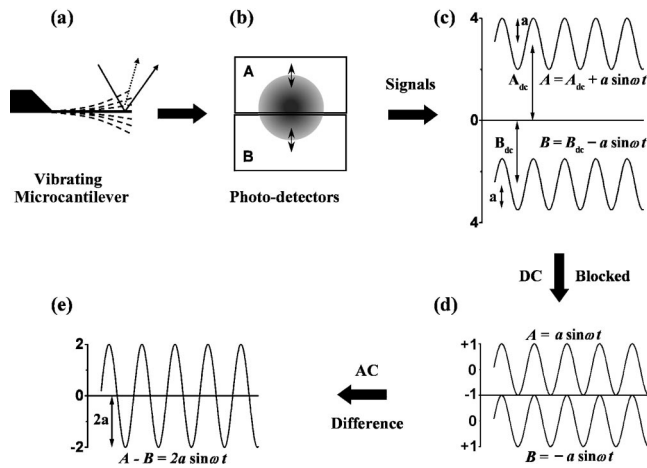 (a)
Vibrating
Microcantilever
(b)
A
B
Photo-detectors
Signals
(c)
4
2
0
4
a
A_dc
A = A_dc + a sinωt
B_dc
B = B_dc − a sinωt
a
DC Blocked
(d)
A = a sinωt
+1
0
-1
0
+1
B = − a sinωt
AC
Difference
(e)
2
0
-2
2a
A - B = 2a sinωt